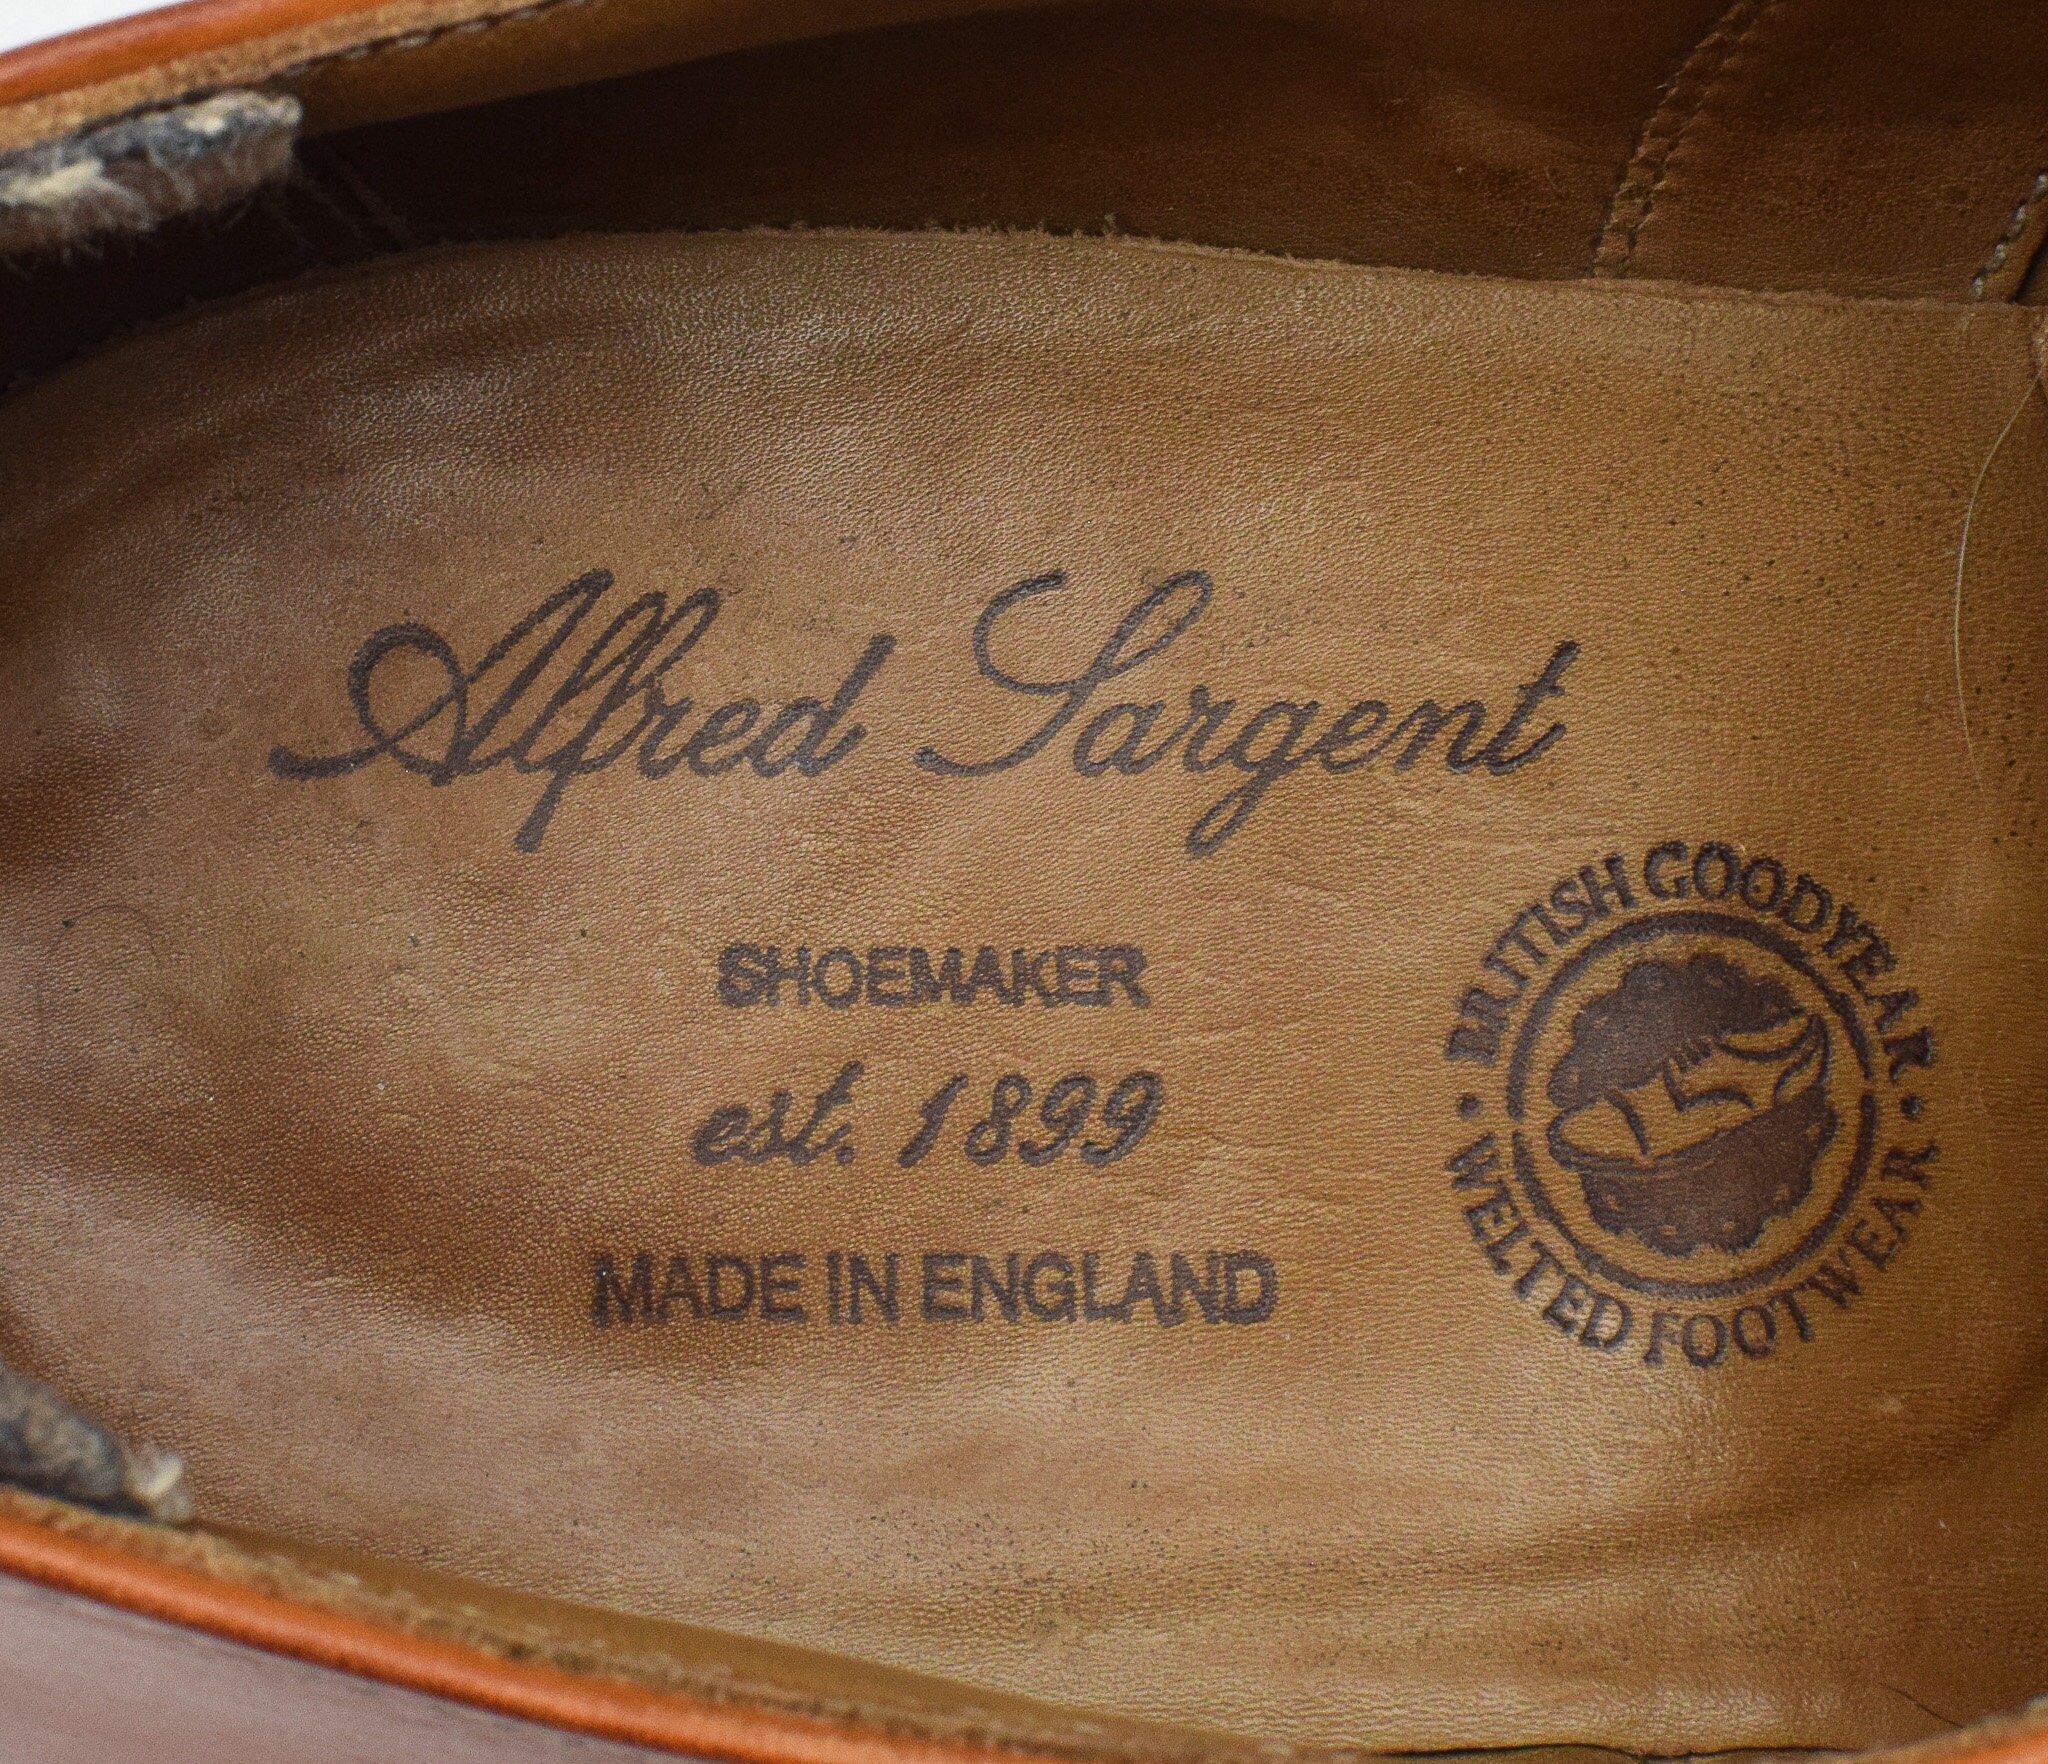 Alfred Sargent
SHOEMAKER
est. 1899
MADE IN ENGLAND
· BRITISH GOODYEAR ·
WELTED FOOTWEAR